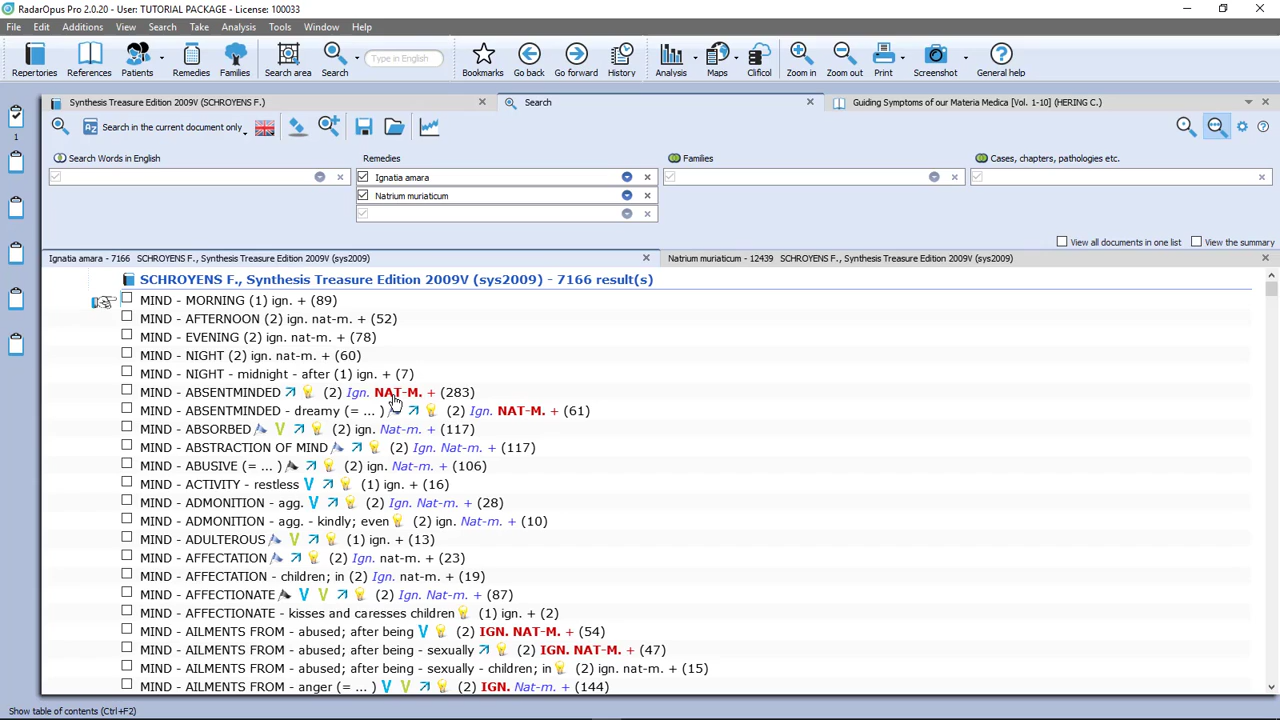 RadarOpus Pro 2.0.20 - User: TUTORIAL PACKAGE - License: 100033
File Edit Additions View Search Take Analysis Tools Window Help
Type in English
Repertories References Patients Remedies Families Search area Search Bookmarks Go back Go forward History Analysis Maps Clificol Zoom in Zoom out Print Screenshot General help
Synthesis Treasure Edition 2009V (SCHROYENS F.) Search Guiding Symptoms of our Materia Medica [Vol. 1-10] (HERING C.)
1
Search in the current document only
Search Words in English Remedies Families Cases, chapters, pathologies etc.
Ignatia amara
Natrium muriaticum
View all documents in one list View the summary
Ignatia amara - 7166 SCHROYENS F., Synthesis Treasure Edition 2009V (sys2009) Natrium muriaticum - 12439 SCHROYENS F., Synthesis Treasure Edition 2009V (sys2009)
SCHROYENS F., Synthesis Treasure Edition 2009V (sys2009) - 7166 result(s)
MIND - MORNING (1) ign. + (89)
MIND - AFTERNOON (2) ign. nat-m. + (52)
MIND - EVENING (2) ign. nat-m. + (78)
MIND - NIGHT (2) ign. nat-m. + (60)
MIND - NIGHT - midnight - after (1) ign. + (7)
MIND - ABSENTMINDED (2) Ign. NAT-M. + (283)
MIND - ABSENTMINDED - dreamy (= ... ) (2) Ign. NAT-M. + (61)
MIND - ABSORBED V (2) ign. Nat-m. + (117)
MIND - ABSTRACTION OF MIND (2) Ign. Nat-m. + (117)
MIND - ABUSIVE (= ... ) (2) ign. Nat-m. + (106)
MIND - ACTIVITY - restless V (1) ign. + (16)
MIND - ADMONITION - agg. V (2) Ign. Nat-m. + (28)
MIND - ADMONITION - agg. - kindly; even (2) ign. Nat-m. + (10)
MIND - ADULTEROUS V (1) ign. + (13)
MIND - AFFECTATION (2) Ign. nat-m. + (23)
MIND - AFFECTATION - children; in (2) Ign. nat-m. + (19)
MIND - AFFECTIONATE V V (2) Ign. Nat-m. + (87)
MIND - AFFECTIONATE - kisses and caresses children (1) ign. + (2)
MIND - AILMENTS FROM - abused; after being V (2) IGN. NAT-M. + (54)
MIND - AILMENTS FROM - abused; after being - sexually (2) IGN. NAT-M. + (47)
MIND - AILMENTS FROM - abused; after being - sexually - children; in (2) ign. nat-m. + (15)
MIND - AILMENTS FROM - anger (= ... ) V V (2) IGN. Nat-m. + (144)
Show table of contents (Ctrl+F2)